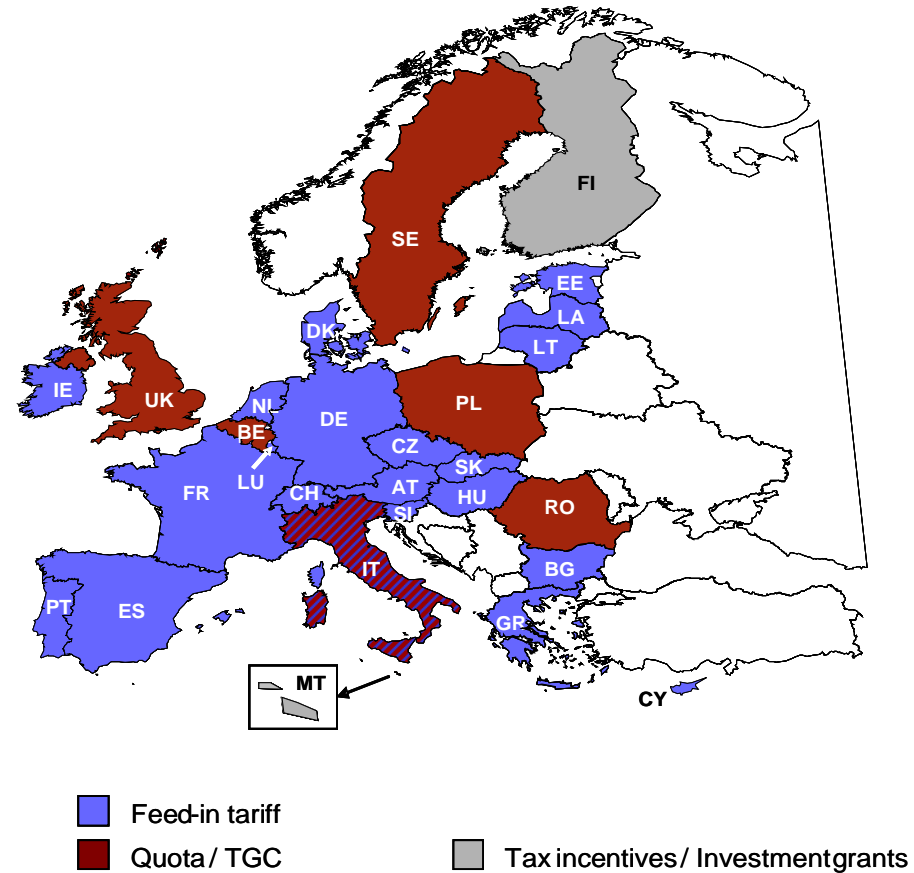 FI
SE
EE
LA
DK
LT
IE
UK
NL
DE
PL
BE
CZ
LU
SK
FR
CH
AT
HU
SI
RO
IT
BG
PT
ES
GR
MT
CY
Feed-in tariff
Quota / TGC
Tax incentives / Investment grants